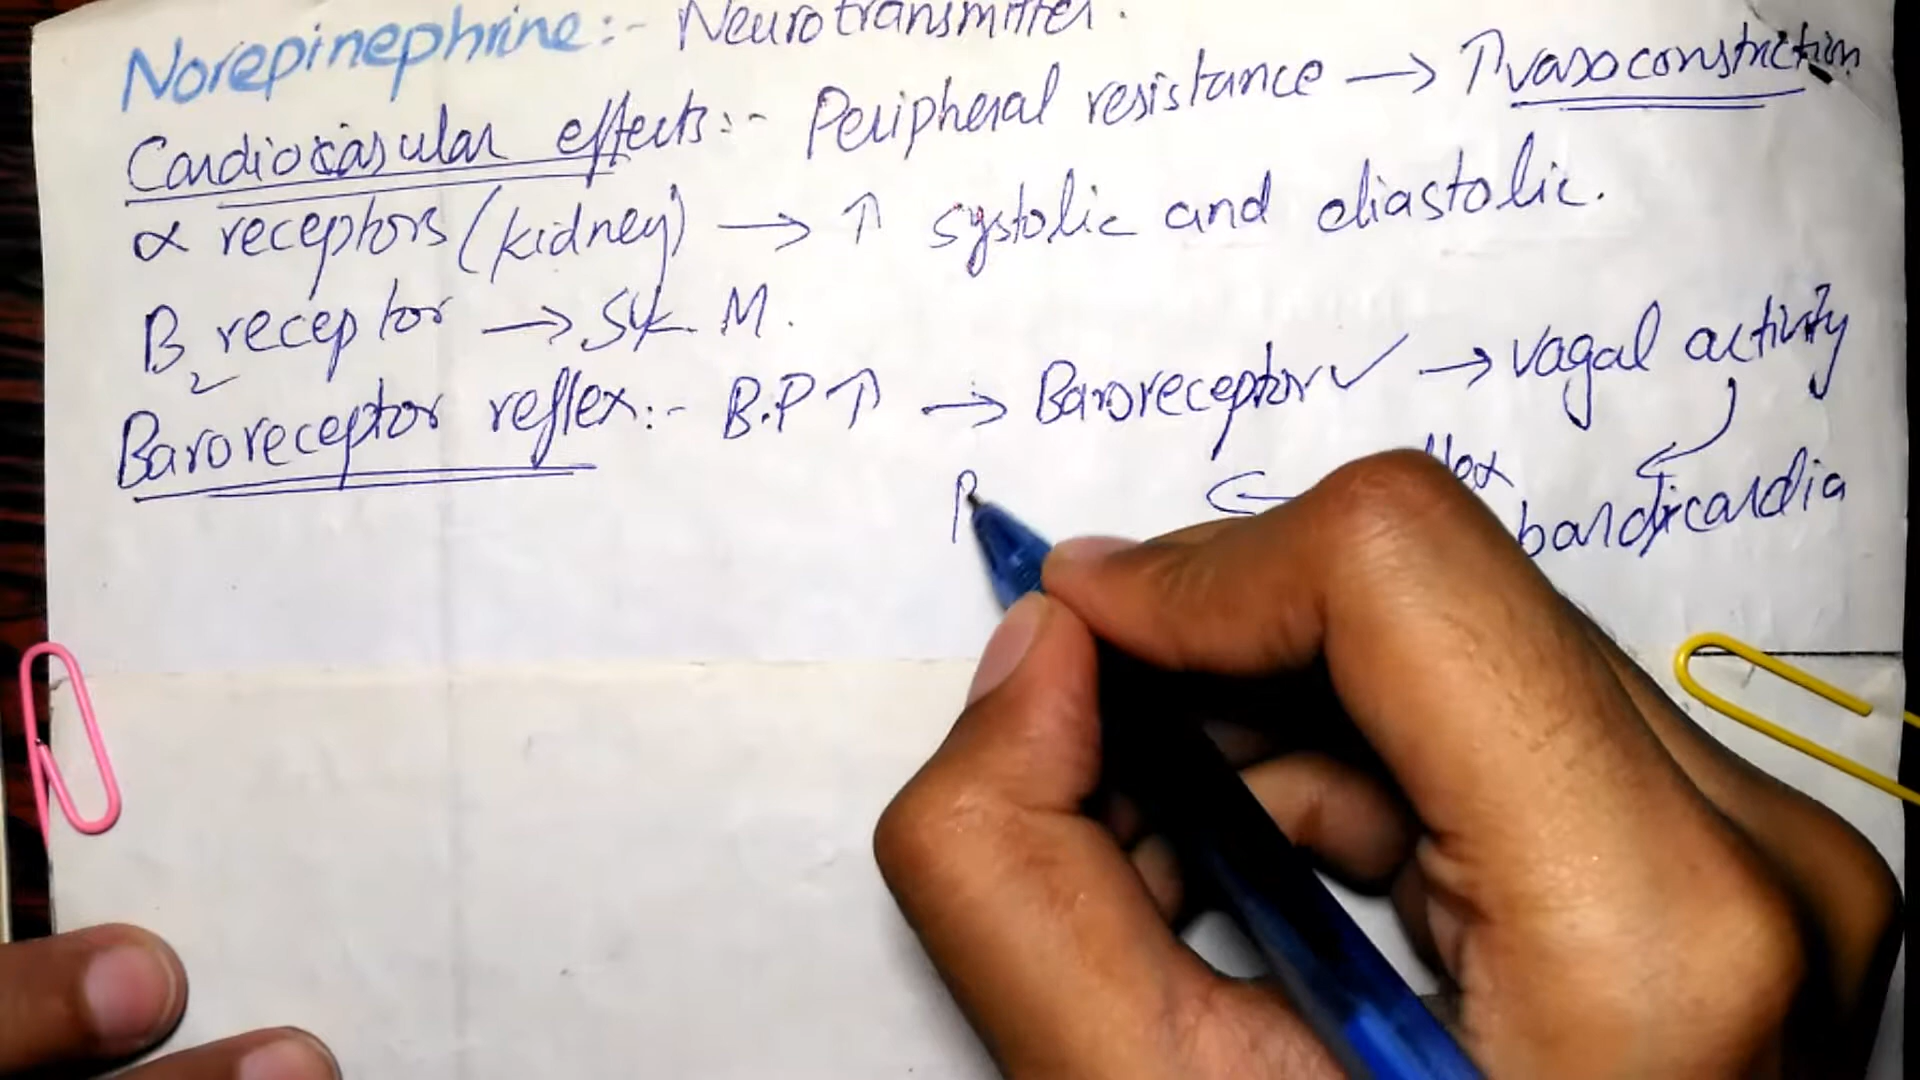 Norepinephrine:- Neurotransmitter.
Cardiovasular effects:- Peripheral resistance → ↑ vasoconstriction
α receptors (kidney) → ↑ systolic and diastolic.
B2 receptor → Sk M.
Baroreceptor reflex:- B.P ↑ → Baroreceptor ✓ → vagal activity
bardicardia